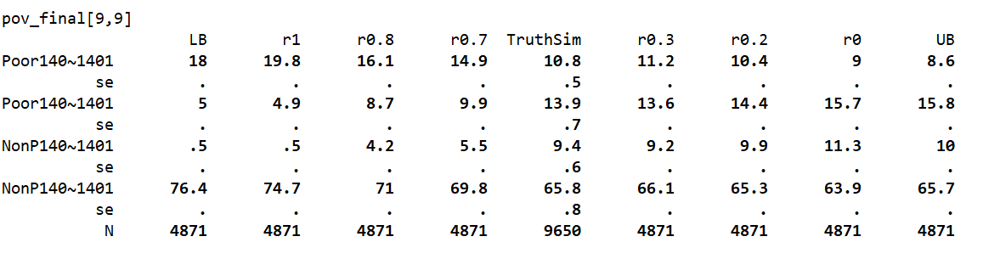 pov_final[9,9]
LB r1 r0.8 r0.7 TruthSim r0.3 r0.2 r0 UB
Poor140~1401 18 19.8 16.1 14.9 10.8 11.2 10.4 9 8.6
se . . . . .5 . . . .
Poor140~1401 5 4.9 8.7 9.9 13.9 13.6 14.4 15.7 15.8
se . . . . .7 . . . .
NonP140~1401 .5 .5 4.2 5.5 9.4 9.2 9.9 11.3 10
se . . . . .6 . . . .
NonP140~1401 76.4 74.7 71 69.8 65.8 66.1 65.3 63.9 65.7
se . . . . .8 . . . .
N 4871 4871 4871 4871 9650 4871 4871 4871 4871